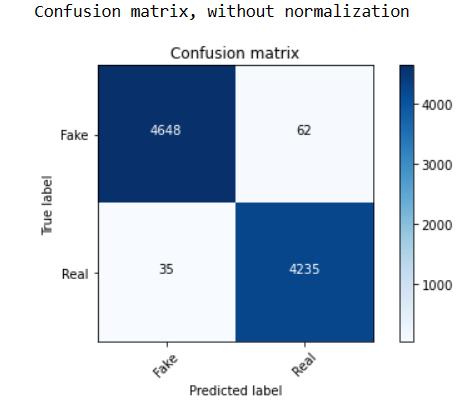 Confusion matrix, without normalization
Confusion matrix
Fake 4648 62
Real 35 4235
True label
Fake Real
Predicted label
4000
3000
2000
1000